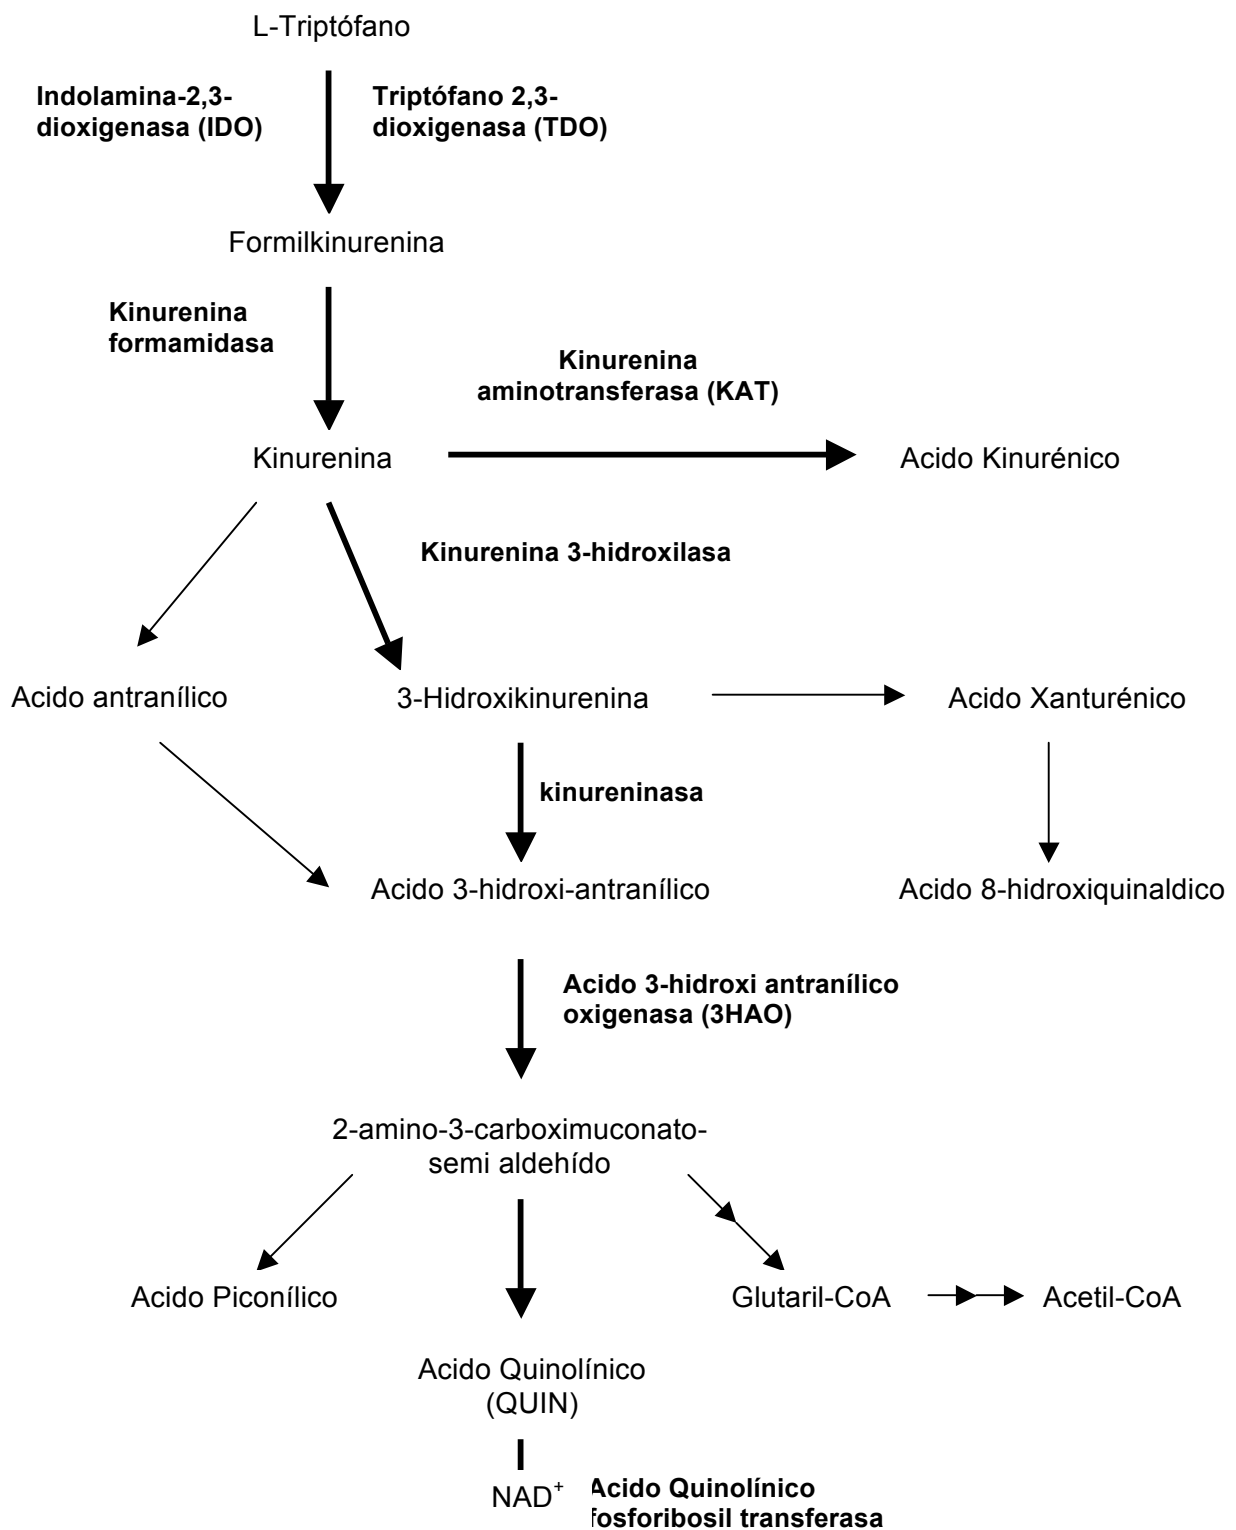 L-Triptófano
Indolamina-2,3-
dioxigenasa (IDO)
Triptófano 2,3-
dioxigenasa (TDO)
Formilkinurenina
Kinurenina
formamidasa
Kinurenina
aminotransferasa (KAT)
Kinurenina
Acido Kinurénico
Kinurenina 3-hidroxilasa
Acido antranílico
3-Hidroxikinurenina
Acido Xanturénico
kinureninasa
Acido 3-hidroxi-antranílico
Acido 8-hidroxiquinaldico
Acido 3-hidroxi antranílico
oxigenasa (3HAO)
2-amino-3-carboximuconato-
semi aldehído
Acido Piconílico
Glutaril-CoA
Acetil-CoA
Acido Quinolínico
(QUIN)
NAD⁺
Acido Quinolínico
fosforibosil transferasa